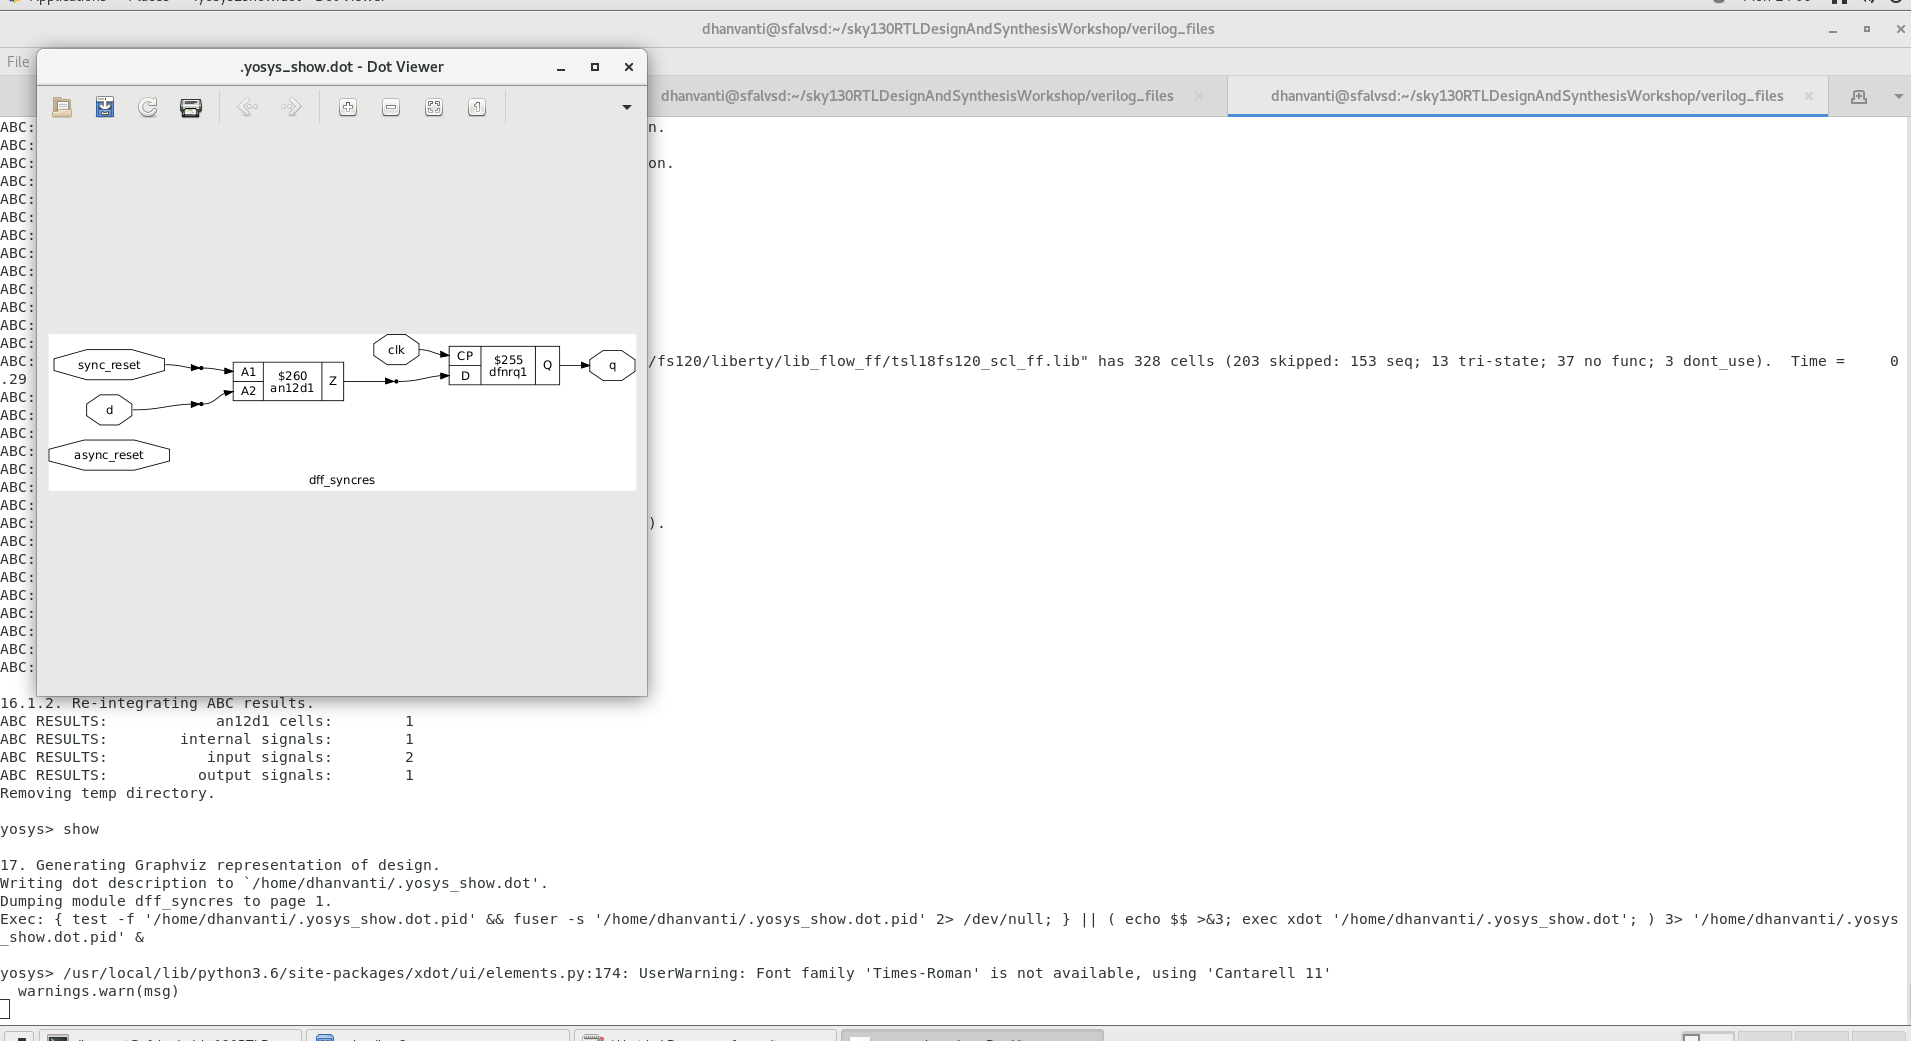 dhanvanti@sfalvsd:~/sky130RTLDesignAndSynthesisWorkshop/verilog_files
File
.yosys_show.dot - Dot Viewer
dhanvanti@sfalvsd:~/sky130RTLDesignAndSynthesisWorkshop/verilog_files
dhanvanti@sfalvsd:~/sky130RTLDesignAndSynthesisWorkshop/verilog_files
ABC: n.
ABC:
ABC: on.
ABC:
ABC:
ABC:
ABC:
ABC:
ABC:
ABC:
ABC:
ABC:
ABC:
ABC: /fs120/liberty/lib_flow_ff/tsl18fs120_scl_ff.lib" has 328 cells (203 skipped: 153 seq; 13 tri-state; 37 no func; 3 dont_use). Time = 0
.29
ABC:
ABC:
ABC:
ABC:
ABC:
ABC:
ABC:
ABC: ).
ABC:
ABC:
ABC:
ABC:
ABC:
ABC:
ABC:
ABC:
sync_reset
d
async_reset
A1
A2
$260
an12d1
Z
clk
CP
D
$255
dfnrq1
Q
q
dff_syncres
16.1.2. Re-integrating ABC results.
ABC RESULTS: an12d1 cells: 1
ABC RESULTS: internal signals: 1
ABC RESULTS: input signals: 2
ABC RESULTS: output signals: 1
Removing temp directory.
yosys> show
17. Generating Graphviz representation of design.
Writing dot description to `/home/dhanvanti/.yosys_show.dot'.
Dumping module dff_syncres to page 1.
Exec: { test -f '/home/dhanvanti/.yosys_show.dot.pid' && fuser -s '/home/dhanvanti/.yosys_show.dot.pid' 2> /dev/null; } || ( echo $$ >&3; exec xdot '/home/dhanvanti/.yosys_show.dot'; ) 3> '/home/dhanvanti/.yosys
_show.dot.pid' &
yosys> /usr/local/lib/python3.6/site-packages/xdot/ui/elements.py:174: UserWarning: Font family 'Times-Roman' is not available, using 'Cantarell 11'
warnings.warn(msg)